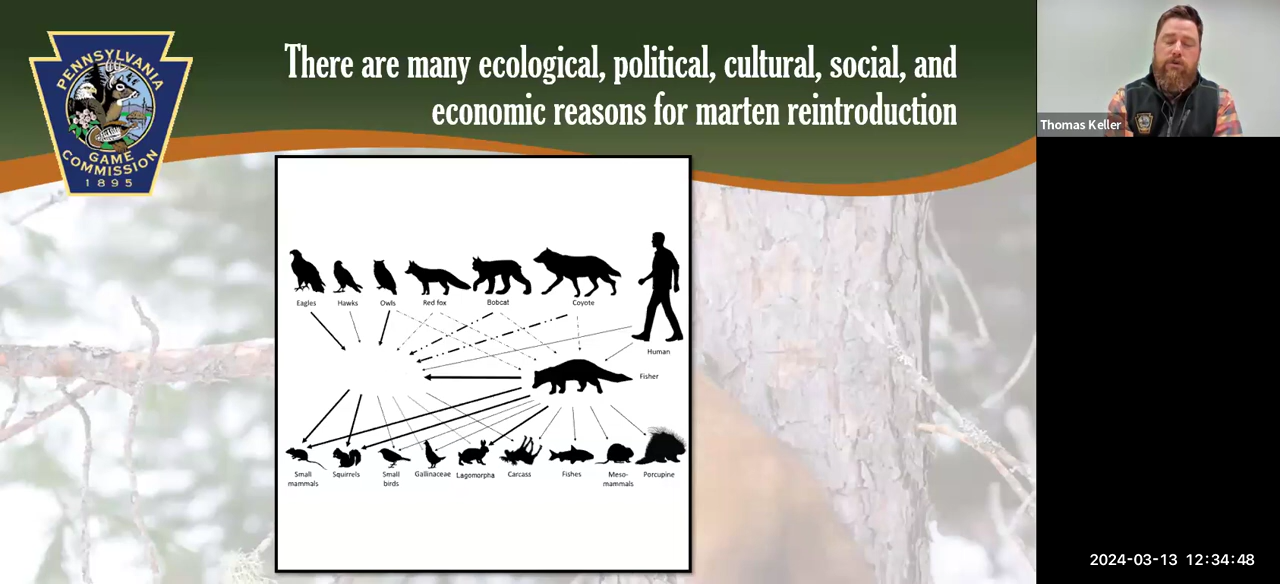 PENNSYLVANIA
GAME
COMMISSION
1895
There are many ecological, political, cultural, social, and
economic reasons for marten reintroduction
Thomas Keller
Eagles
Hawks
Owls
Red fox
Bobcat
Coyote
Human
Fisher
Small
mammals
Squirrels
Small
birds
Gallinaceae
Lagomorpha
Carcass
Fishes
Meso-
mammals
Porcupine
2024-03-13 12:34:48